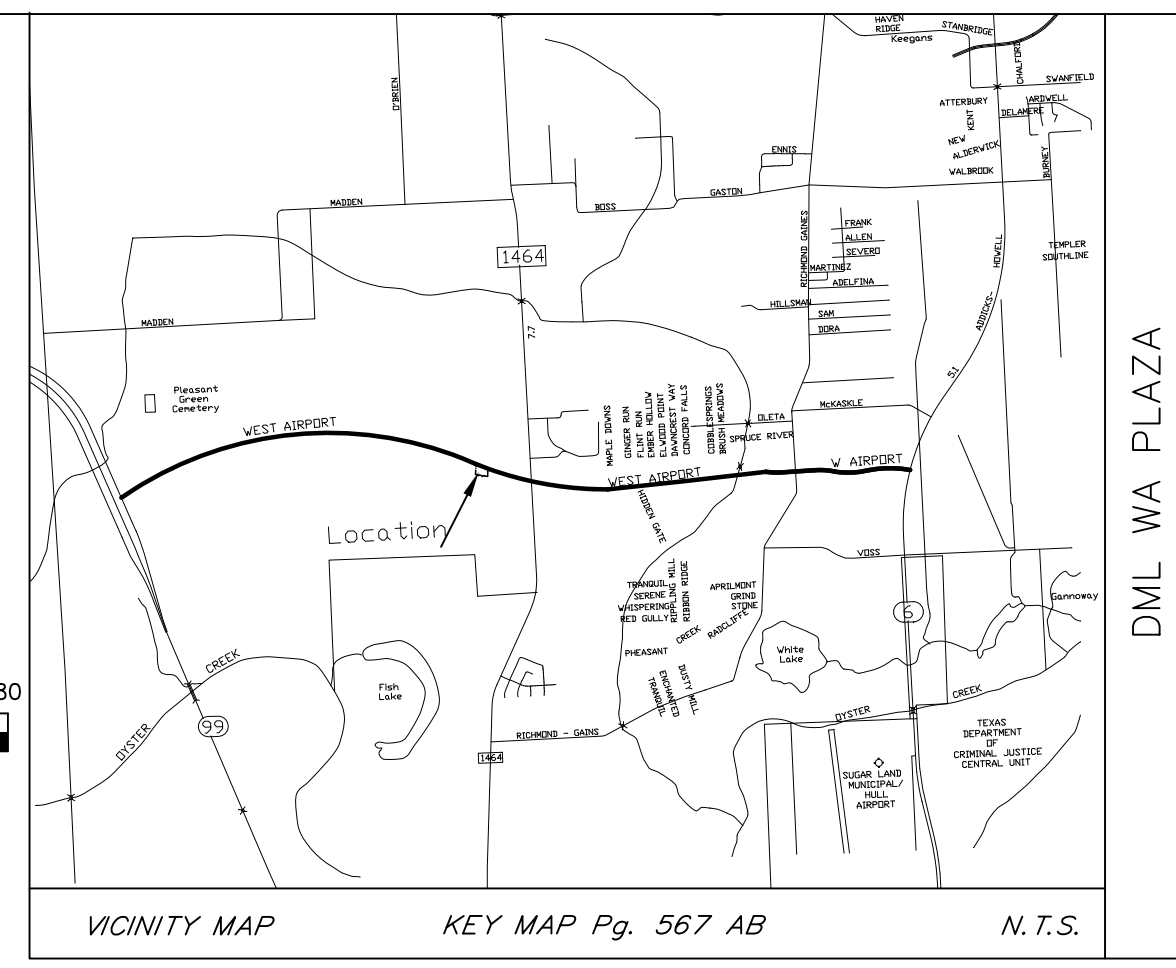 HAVEN
RIDGE
STANBRIDGE
Keegans
CHALFORD
SWANFIELD
O'BRIEN
ATTERBURY
ARDWELL
DELAMERE
KENT
NEW
ALDERWICK
WALBROOK
BURNEY
ENNIS
MADDEN
BOSS
GASTON
RICHMOND GAINES
FRANK
ALLEN
SEVERO
MARTINEZ
ADELFINA
HILLSMAN
SAM
DORA
HOWELL
ADDICKS-
TEMPLER
SOUTHLINE
1464
MADDEN
7.7
5.1
Pleasant
Green
Cemetery
MAPLE DOWNS
GINGER RUN
FLINT RUN
EMBER HOLLOW
ELWOOD POINT
DAWNCREST WAY
CONCORD FALLS
COBBLESPRINGS
BRUSH MEADOWS
OLETA
McKASKLE
SPRUCE RIVER
WEST AIRPORT
WEST AIRPORT
W AIRPORT
Location
HIDDEN GATE
VOSS
TRANQUIL
SERENE
WHISPERING
RED GULLY
RIPPLING MILL
RIBBON RIDGE
APRILMONT
GRIND
STONE
CREEK
RADCLIFFE
PHEASANT
6
Gannoway
White
Lake
DUSTY MILL
ENCHANTED
TRANQUIL
CREEK
OYSTER
99
Fish
Lake
RICHMOND - GAINS
1464
OYSTER
CREEK
TEXAS
DEPARTMENT
OF
CRIMINAL JUSTICE
CENTRAL UNIT
SUGAR LAND
MUNICIPAL/
HULL
AIRPORT
80
VICINITY MAP
KEY MAP Pg. 567 AB
N.T.S.
DML WA PLAZA